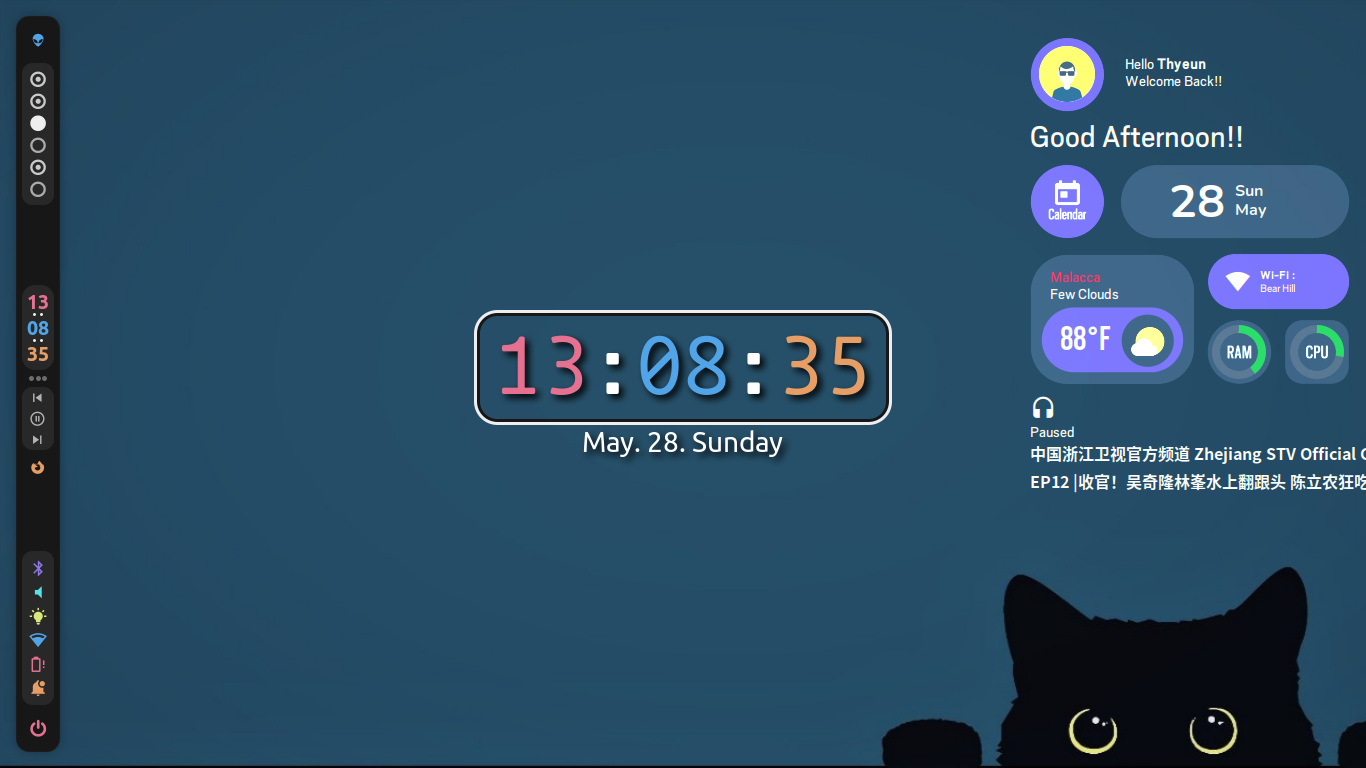 13
08
35
13:08:35
May. 28. Sunday
Hello Thyeun
Welcome Back!!
Good Afternoon!!
Calendar
28
Sun
May
Malacca
Few Clouds
88°F
Wi-Fi :
Bear Hill
RAM
CPU
Paused
中国浙江卫视官方频道 Zhejiang STV Official
EP12 |收官！吴奇隆林峯水上翻跟头 陈立农狂吃